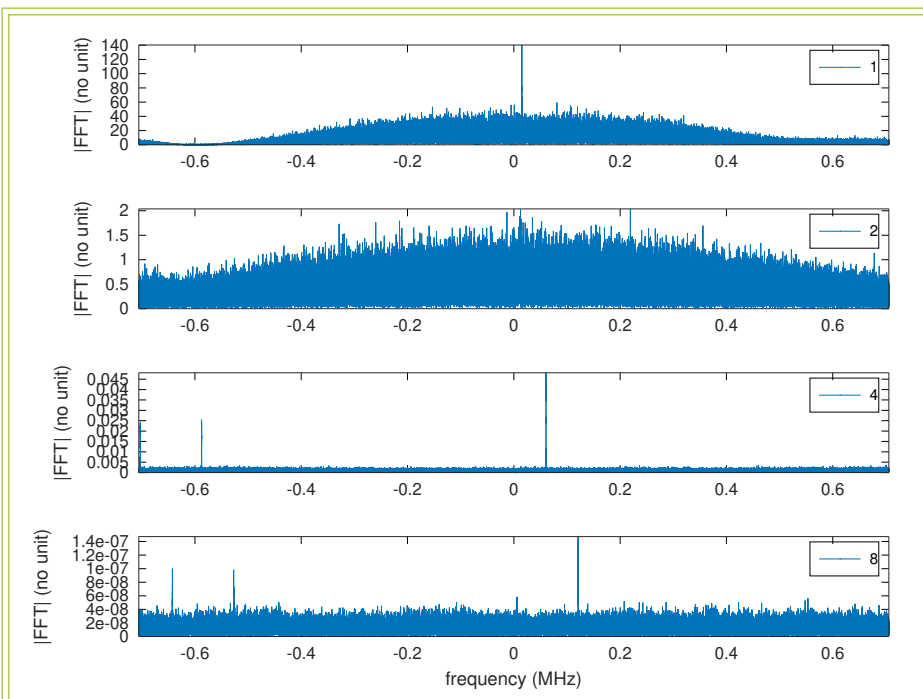 140
120
100
80
60
40
20
0
|FFT| (no unit)
1
-0.6 -0.4 -0.2 0 0.2 0.4 0.6
2
1.5
1
0.5
0
|FFT| (no unit)
2
-0.6 -0.4 -0.2 0 0.2 0.4 0.6
0.045
0.04
0.035
0.03
0.025
0.02
0.015
0.01
0.005
0
|FFT| (no unit)
4
-0.6 -0.4 -0.2 0 0.2 0.4 0.6
1.4e-07
1.2e-07
1e-07
8e-08
6e-08
4e-08
2e-08
0
|FFT| (no unit)
8
-0.6 -0.4 -0.2 0 0.2 0.4 0.6
frequency (MHz)